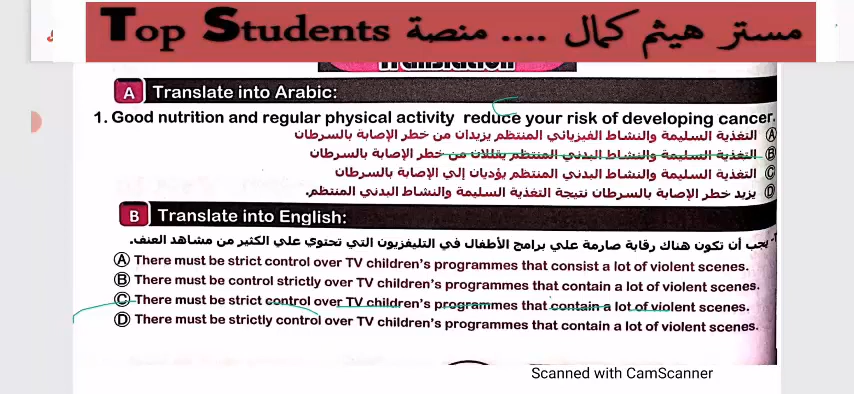 Top Students مستر هيثم كمال .... منصة
Translation
A Translate into Arabic:
1. Good nutrition and regular physical activity reduce your risk of developing cancer.
Ⓐ التغذية السليمة والنشاط الفيزيائي المنتظم يزيدان من خطر الإصابة بالسرطان
Ⓑ التغذية السليمة والنشاط البدني المنتظم يقللان من خطر الإصابة بالسرطان
Ⓒ التغذية السليمة والنشاط البدني المنتظم يؤديان إلي الإصابة بالسرطان
Ⓓ يزيد خطر الإصابة بالسرطان نتيجة التغذية السليمة والنشاط البدني المنتظم.
B Translate into English:
يجب أن تكون هناك رقابة صارمة علي برامج الأطفال في التليفزيون التي تحتوي علي الكثير من مشاهد العنف.
Ⓐ There must be strict control over TV children's programmes that consist a lot of violent scenes.
Ⓑ There must be control strictly over TV children's programmes that contain a lot of violent scenes.
Ⓒ There must be strict control over TV children's programmes that contain a lot of violent scenes.
Ⓓ There must be strictly control over TV children's programmes that contain a lot of violent scenes.
Scanned with CamScanner